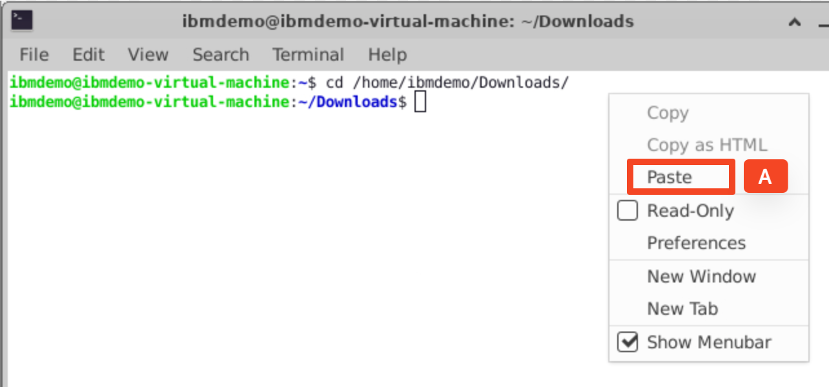 ibmdemo@ibmdemo-virtual-machine: ~/Downloads
File Edit View Search Terminal Help
ibmdemo@ibmdemo-virtual-machine:~$ cd /home/ibmdemo/Downloads/
ibmdemo@ibmdemo-virtual-machine:~/Downloads$
Copy
Copy as HTML
Paste A
Read-Only
Preferences
New Window
New Tab
Show Menubar